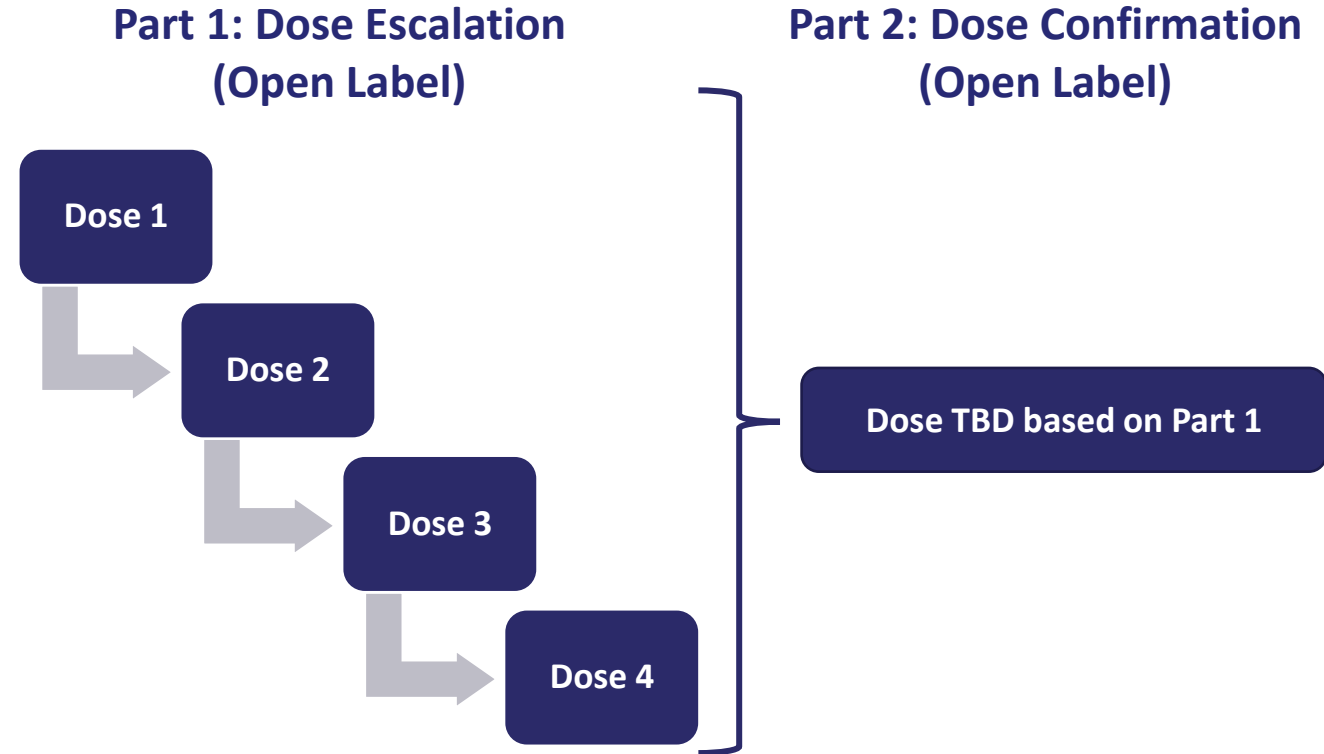 Part 1: Dose Escalation
(Open Label)
Part 2: Dose Confirmation
(Open Label)
Dose 1
Dose 2
Dose 3
Dose 4
Dose TBD based on Part 1